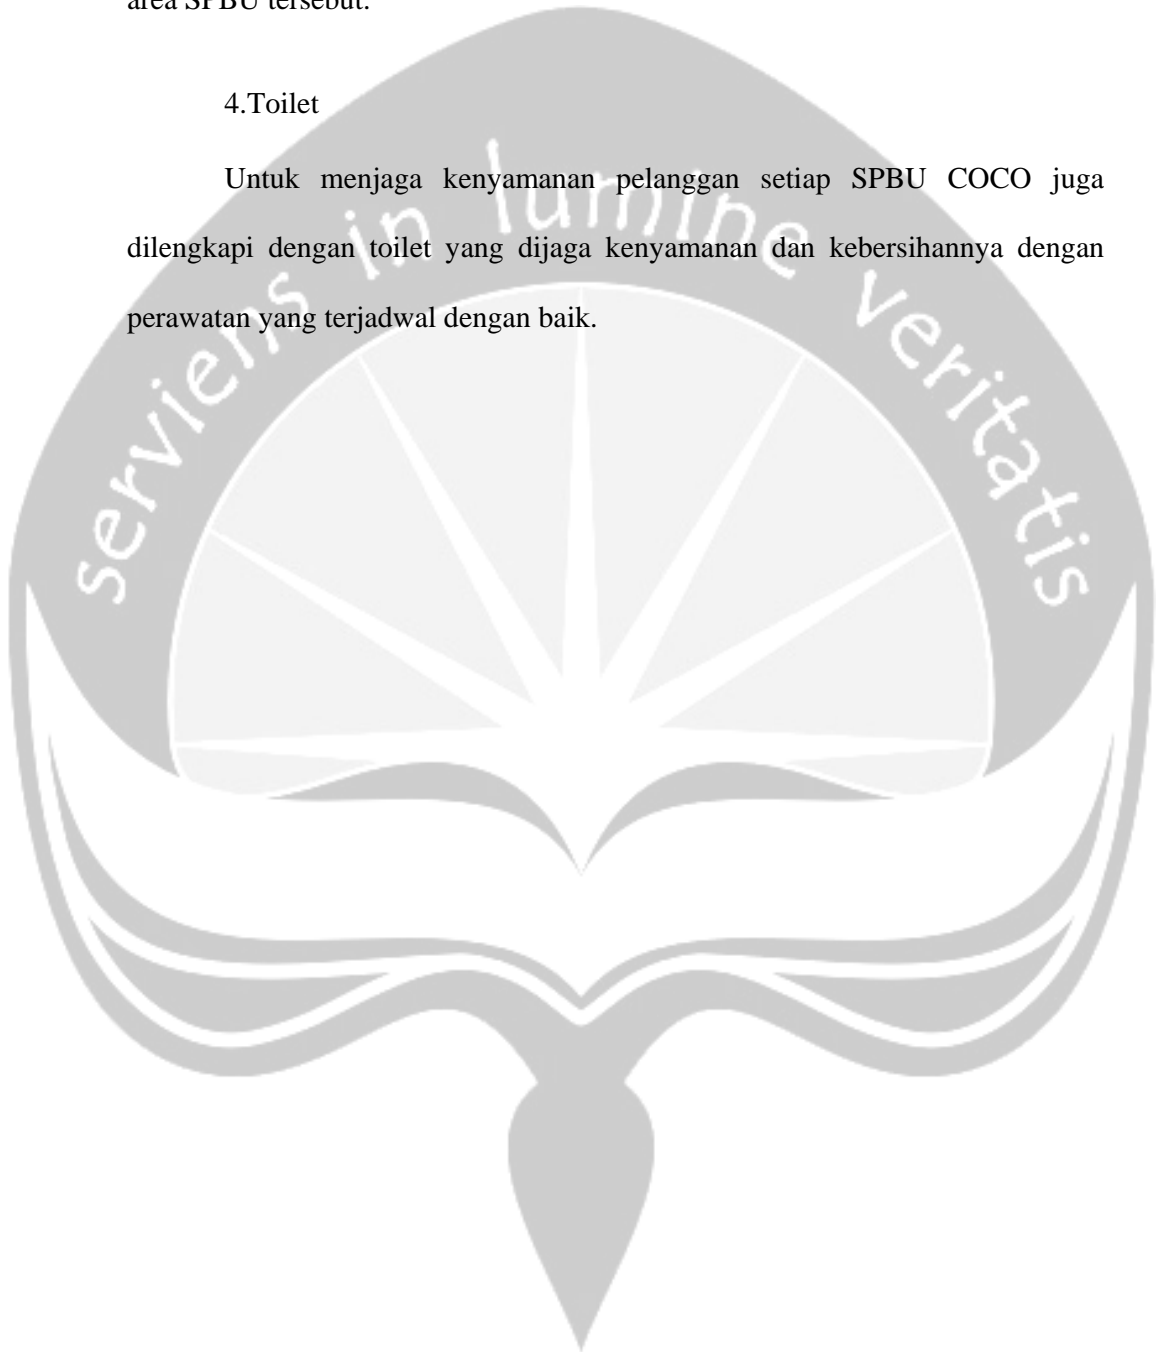 area SPBU tersebut.
4.Toilet
Untuk menjaga kenyamanan pelanggan setiap SPBU COCO juga
dilengkapi dengan toilet yang dijaga kenyamanan dan kebersihannya dengan
perawatan yang terjadwal dengan baik.
serviens in lumine veritatis